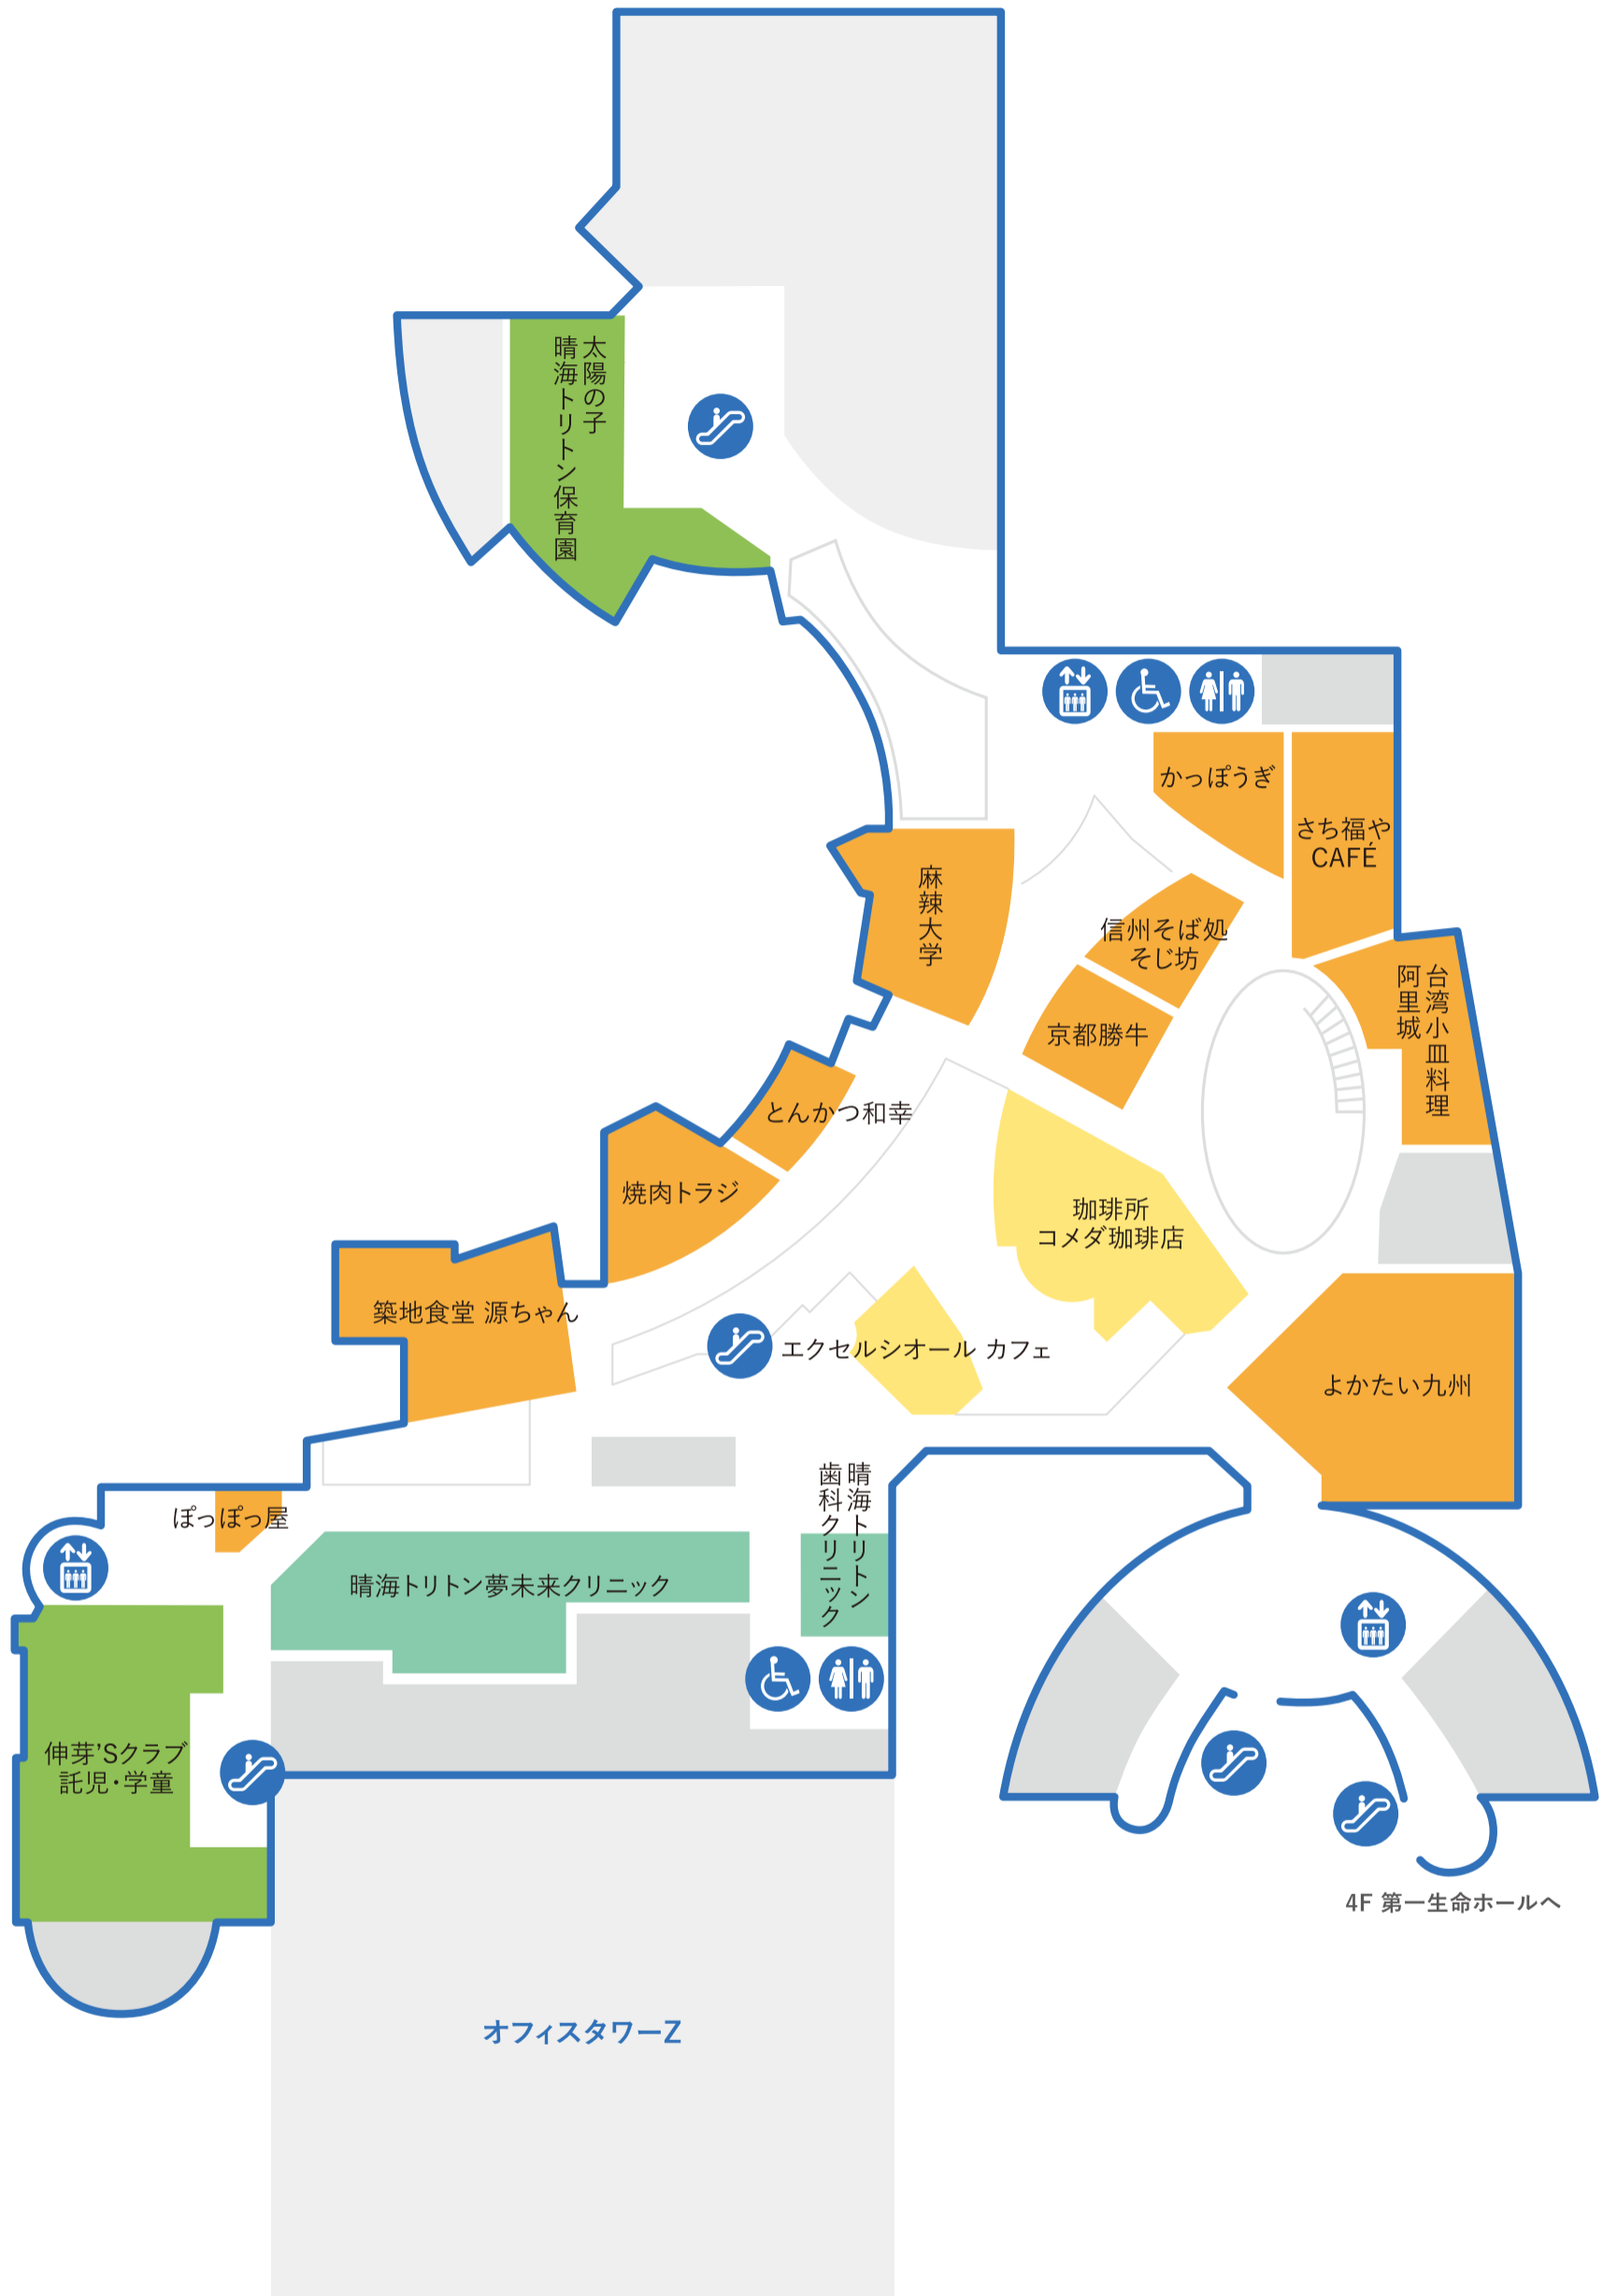 太陽の子
晴海トリトン保育園
かっぽうぎ
さち福や
CAFÉ
麻辣大学
信州そば処
そじ坊
台湾小皿料理
阿里城
京都勝牛
とんかつ和幸
焼肉トラジ
珈琲所
コメダ珈琲店
築地食堂 源ちゃん
エクセルシオール カフェ
よかたい九州
晴海トリトン
歯科クリニック
ぽっぽっ屋
晴海トリトン夢未来クリニック
伸芽’Sクラブ
託児・学童
4F 第一生命ホールへ
オフィスタワーZ